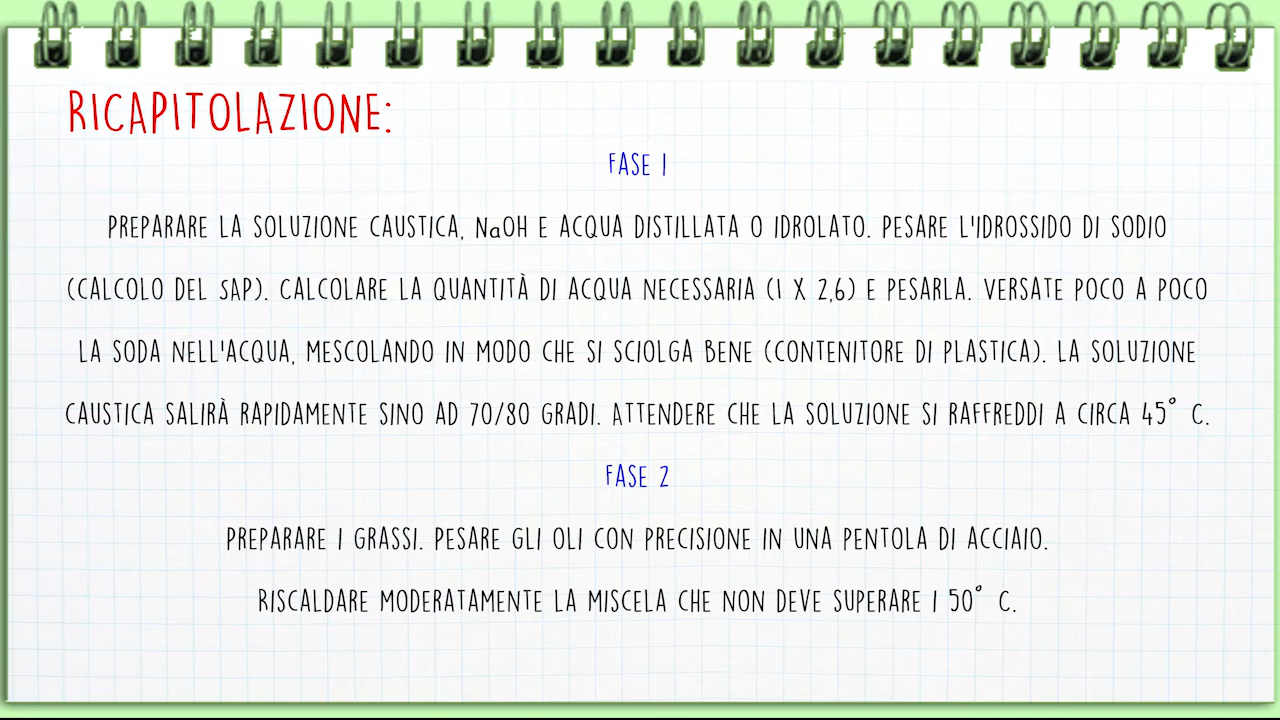 RICAPITOLAZIONE:
FASE 1
PREPARARE LA SOLUZIONE CAUSTICA, NaOH E ACQUA DISTILLATA O IDROLATO. PESARE L'IDROSSIDO DI SODIO
(CALCOLO DEL SAP). CALCOLARE LA QUANTITÀ DI ACQUA NECESSARIA (1 X 2,6) E PESARLA. VERSATE POCO A POCO
LA SODA NELL'ACQUA, MESCOLANDO IN MODO CHE SI SCIOLGA BENE (CONTENITORE DI PLASTICA). LA SOLUZIONE
CAUSTICA SALIRÀ RAPIDAMENTE SINO AD 70/80 GRADI. ATTENDERE CHE LA SOLUZIONE SI RAFFREDDI A CIRCA 45° C.
FASE 2
PREPARARE I GRASSI. PESARE GLI OLI CON PRECISIONE IN UNA PENTOLA DI ACCIAIO.
RISCALDARE MODERATAMENTE LA MISCELA CHE NON DEVE SUPERARE I 50° C.